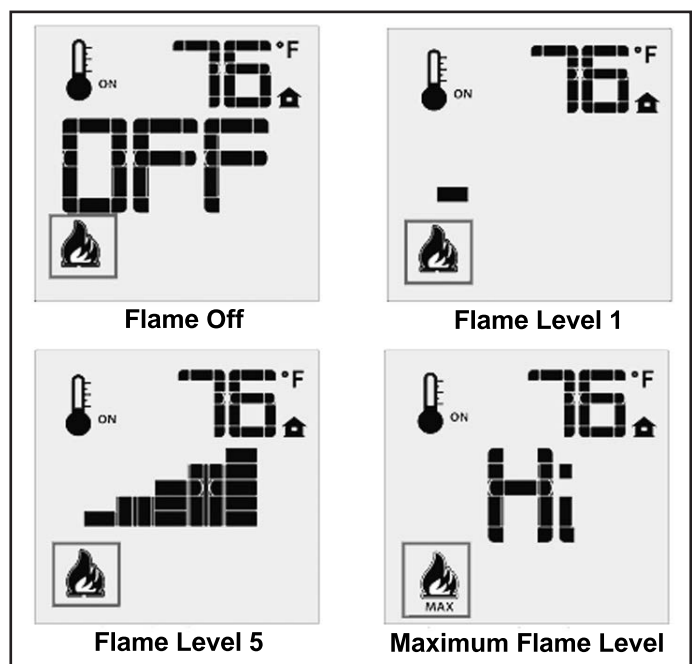 76 °F
ON
OFF
Flame Off
76 °F
ON
Flame Level 1
76 °F
ON
Flame Level 5
76 °F
ON
Hi
MAX
Maximum Flame Level